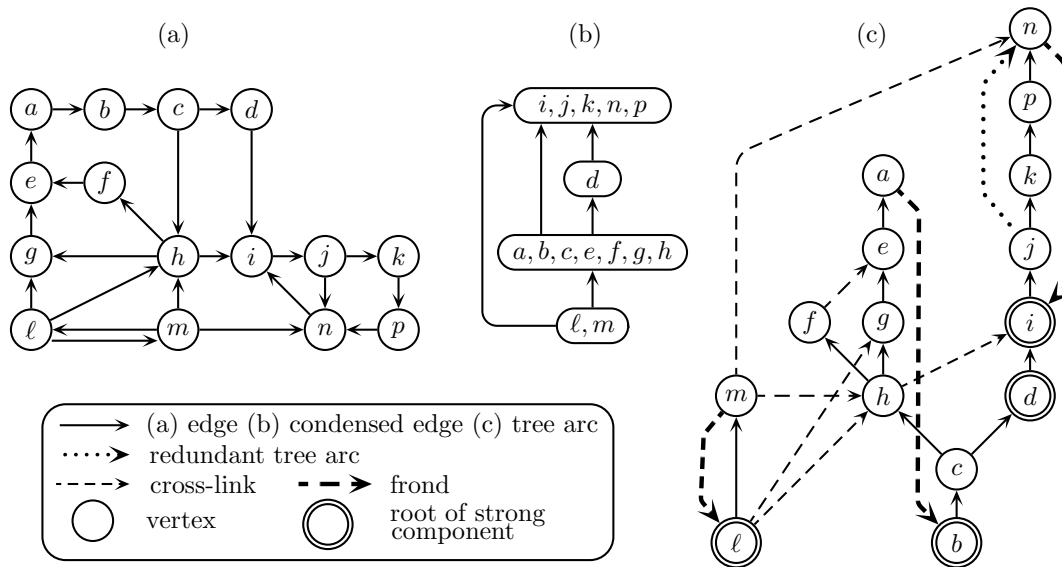 (a)
(b)
(c)
n
a b c d
i, j, k, n, p
p
e f
d
a
k
g h i j k
a, b, c, e, f, g, h
e
j
ℓ m n p
ℓ, m
f g i
m h d
(a) edge (b) condensed edge (c) tree arc
redundant tree arc
cross-link frond
c
vertex root of strong
component
ℓ b